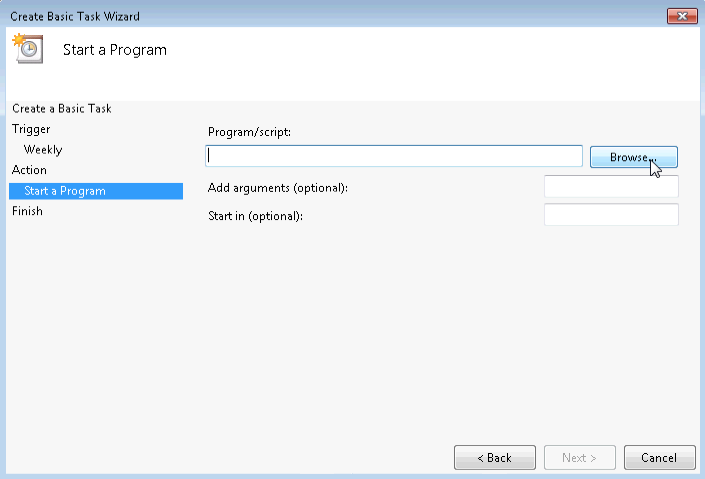 Create Basic Task Wizard
Start a Program
Create a Basic Task
Trigger
Weekly
Action
Start a Program
Finish
Program/script:
Browse...
Add arguments (optional):
Start in (optional):
< Back
Next >
Cancel